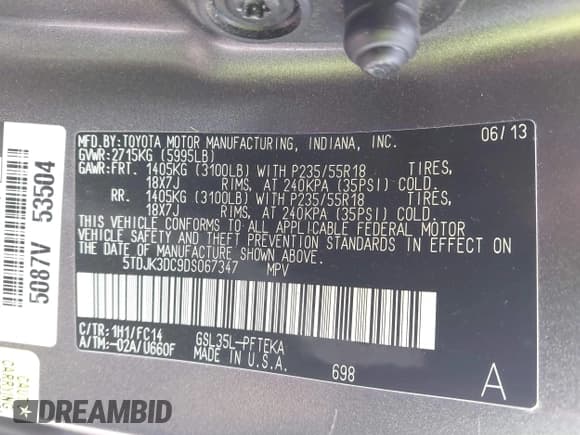 MFD.BY:TOYOTA MOTOR MANUFACTURING, INDIANA, INC. 06/13
GVWR:2715KG (5995LB)
GAWR:FRT. 1405KG (3100LB) WITH P235/55R18 TIRES,
18X7J RIMS, AT 240KPA (35PSI) COLD.
RR. 1405KG (3100LB) WITH P235/55R18 TIRES,
18X7J RIMS, AT 240KPA (35PSI) COLD.
THIS VEHICLE CONFORMS TO ALL APPLICABLE FEDERAL MOTOR
VEHICLE SAFETY AND THEFT PREVENTION STANDARDS IN EFFECT ON
THE DATE OF MANUFACTURE SHOWN ABOVE.
5TDJK3DC9DS067347 MPV
C/TR:1H1/FC14 GSL35L-PFTEKA
A/TM:-02A/U660F MADE IN U.S.A.
698
A
5087V 53504
DREAMBID